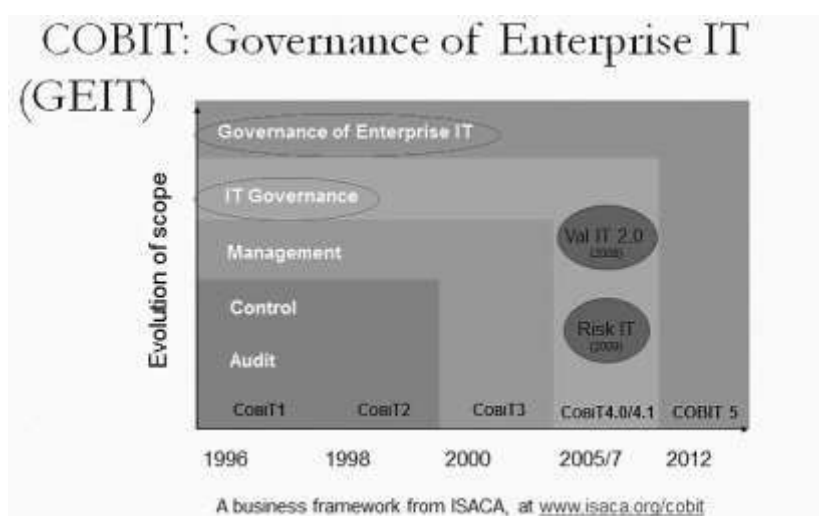 COBIT: Governance of Enterprise IT
(GEIT)
Governance of Enterprise IT
IT Governance
Management
Control
Audit
Evolution of scope
Val IT 2.0
(2008)
Risk IT
(2009)
COBIT1 COBIT2 COBIT3 COBIT4.0/4.1 COBIT 5
1996 1998 2000 2005/7 2012
A business framework from ISACA, at www.isaca.org/cobit